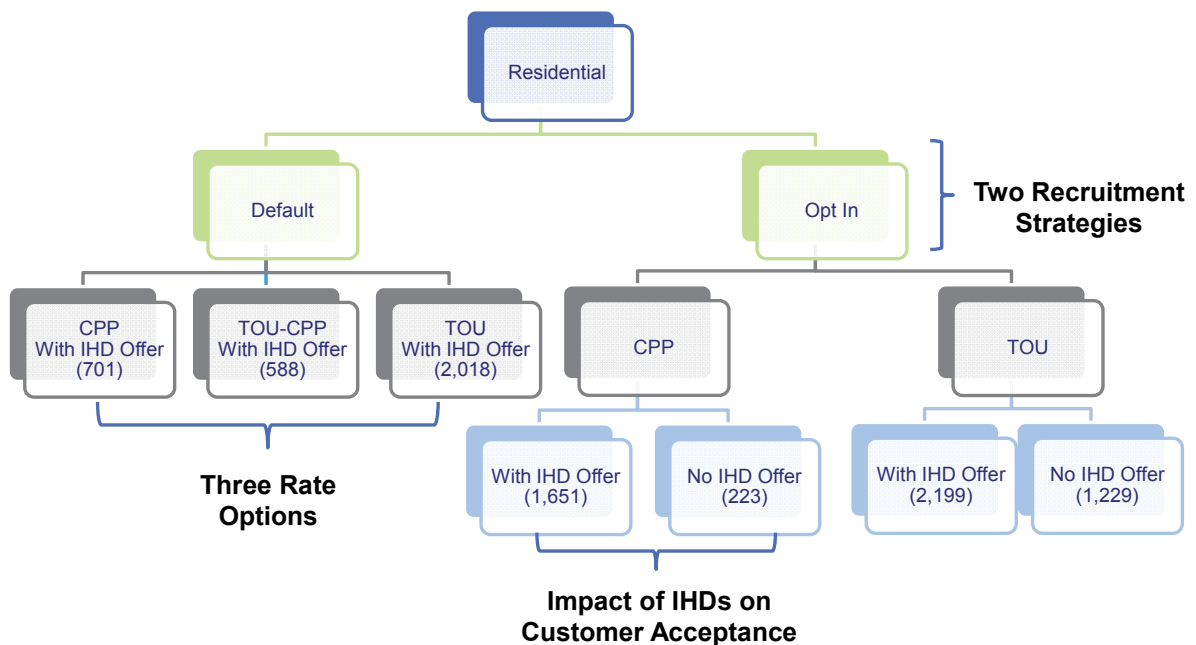 Residential
Default
Opt In
Two Recruitment
Strategies
CPP
With IHD Offer
(701)
TOU-CPP
With IHD Offer
(588)
TOU
With IHD Offer
(2,018)
CPP
TOU
With IHD Offer
(1,651)
No IHD Offer
(223)
With IHD Offer
(2,199)
No IHD Offer
(1,229)
Three Rate
Options
Impact of IHDs on
Customer Acceptance